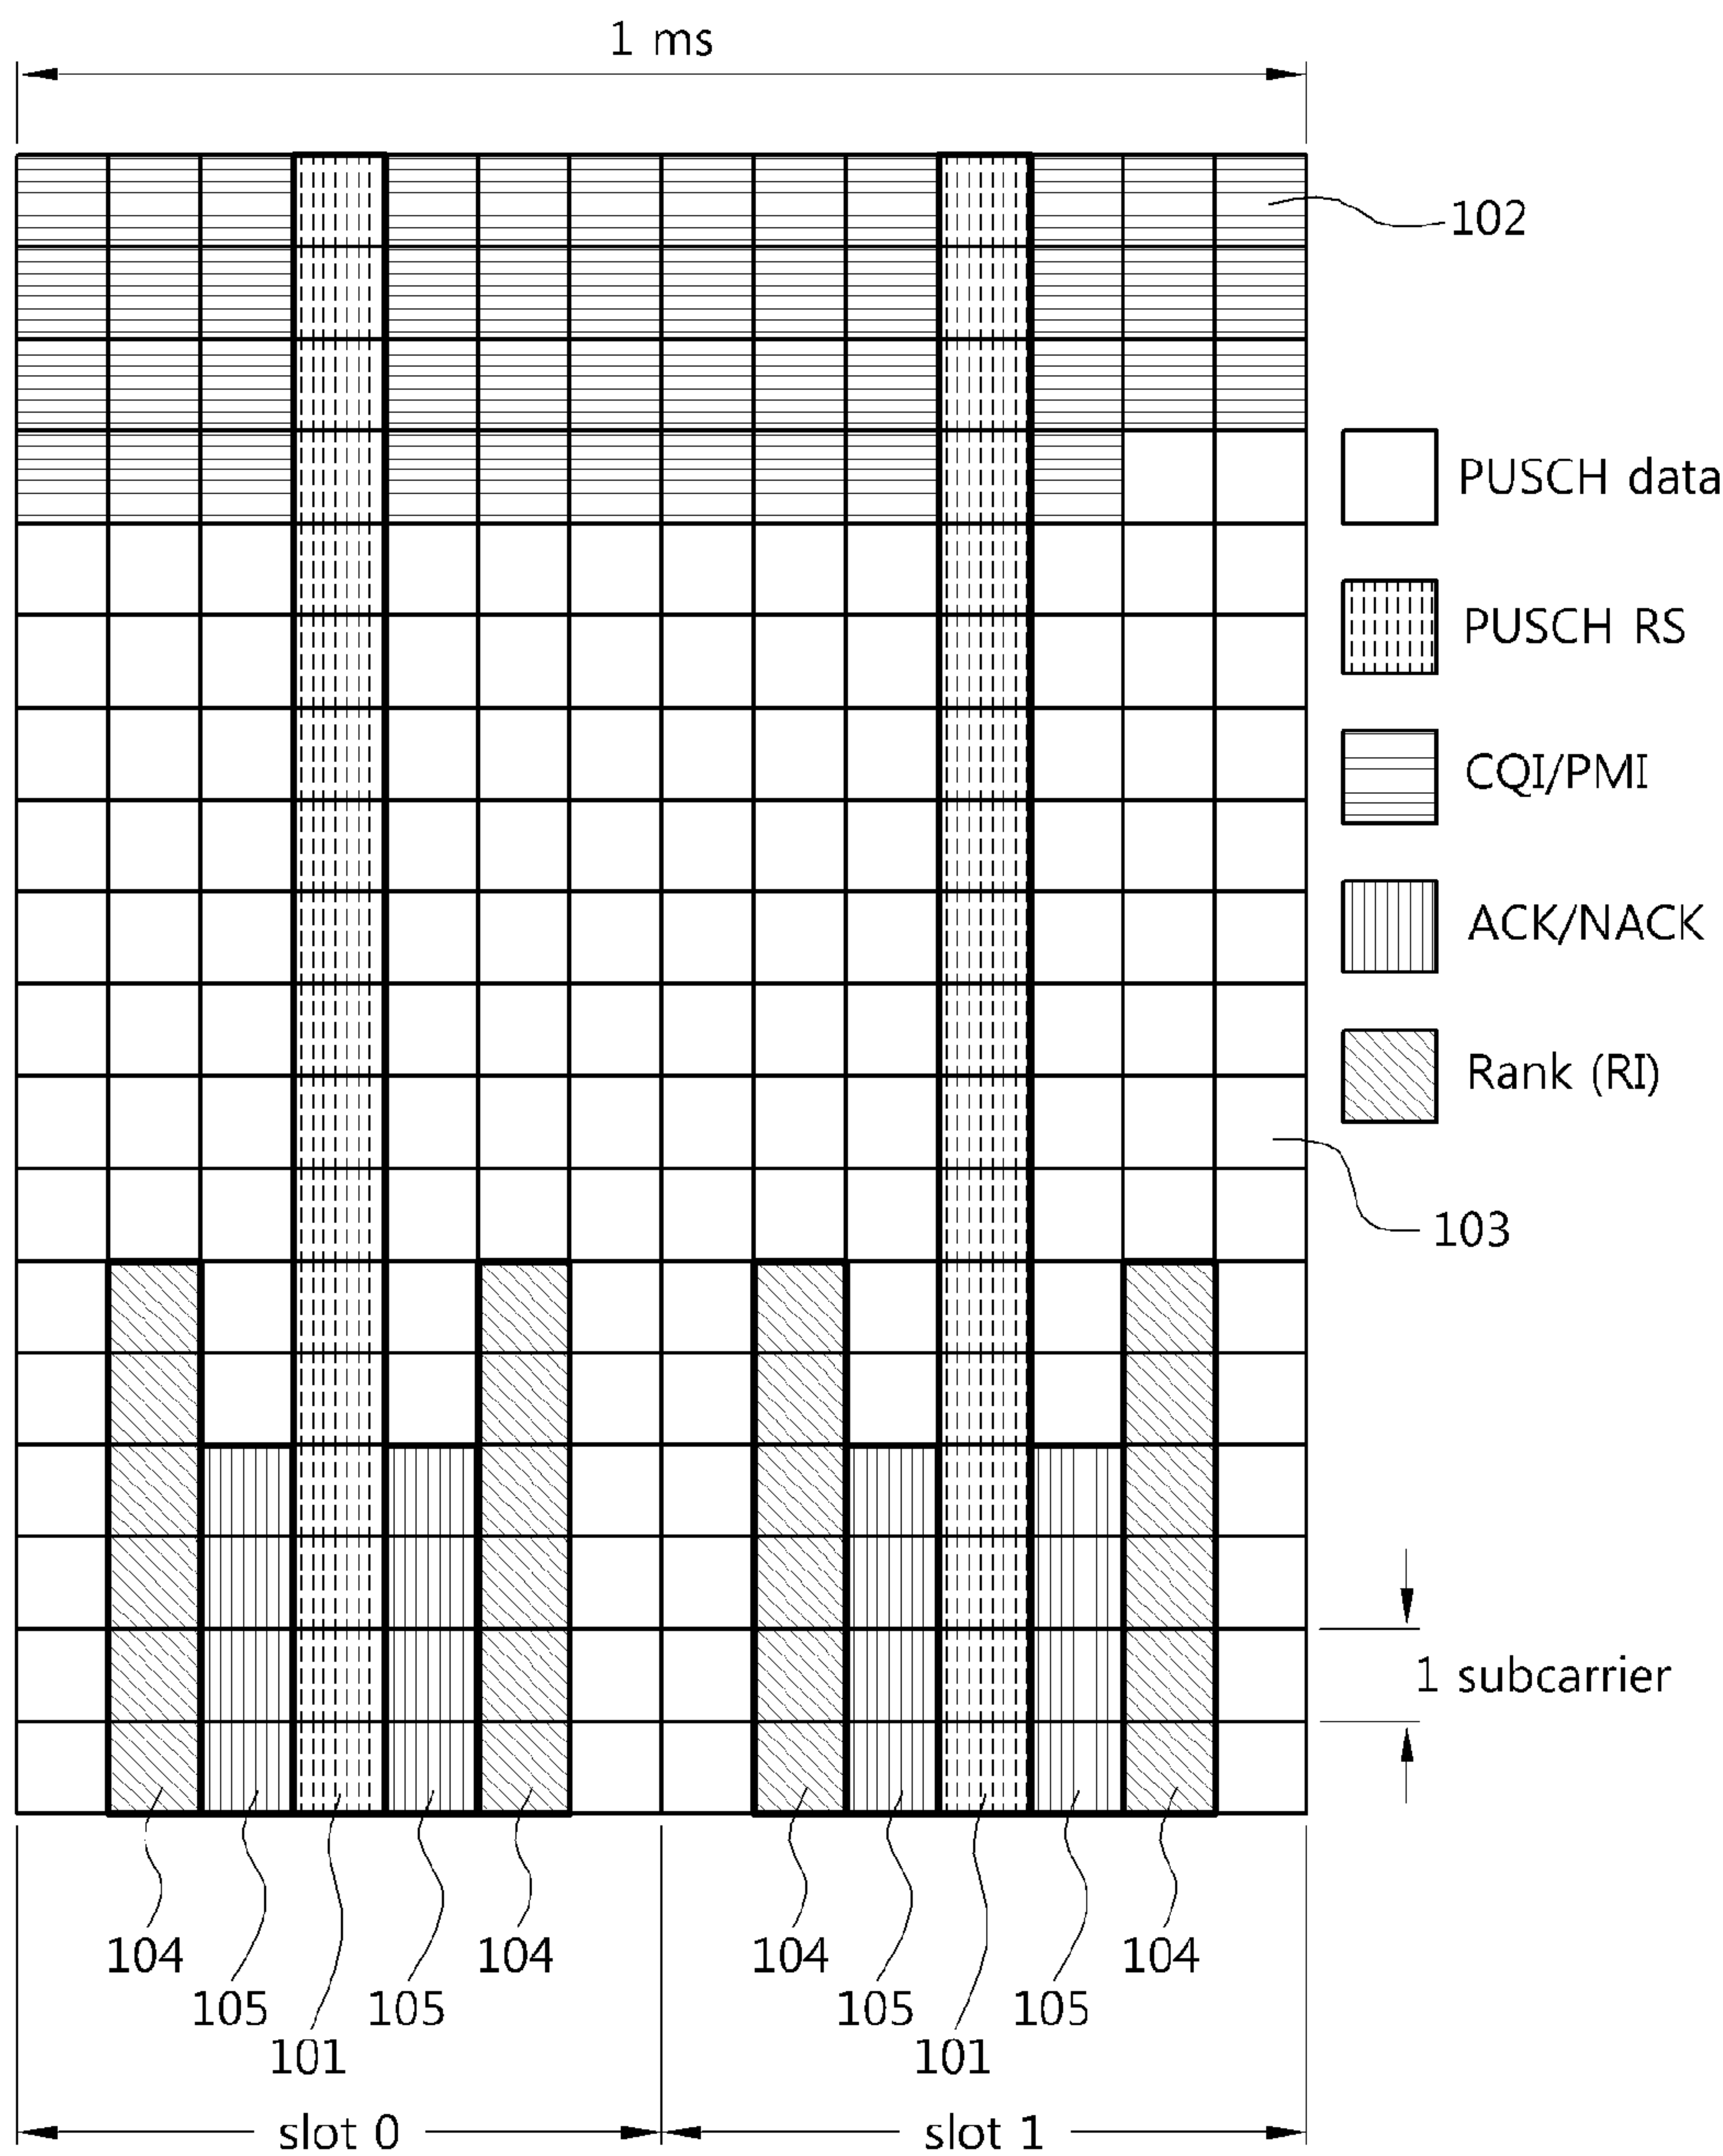 1 ms
102
PUSCH data
PUSCH RS
CQI/PMI
ACK/NACK
Rank (RI)
103
1 subcarrier
104 104 104 104
105 105 105 105
101 101
slot 0 slot 1